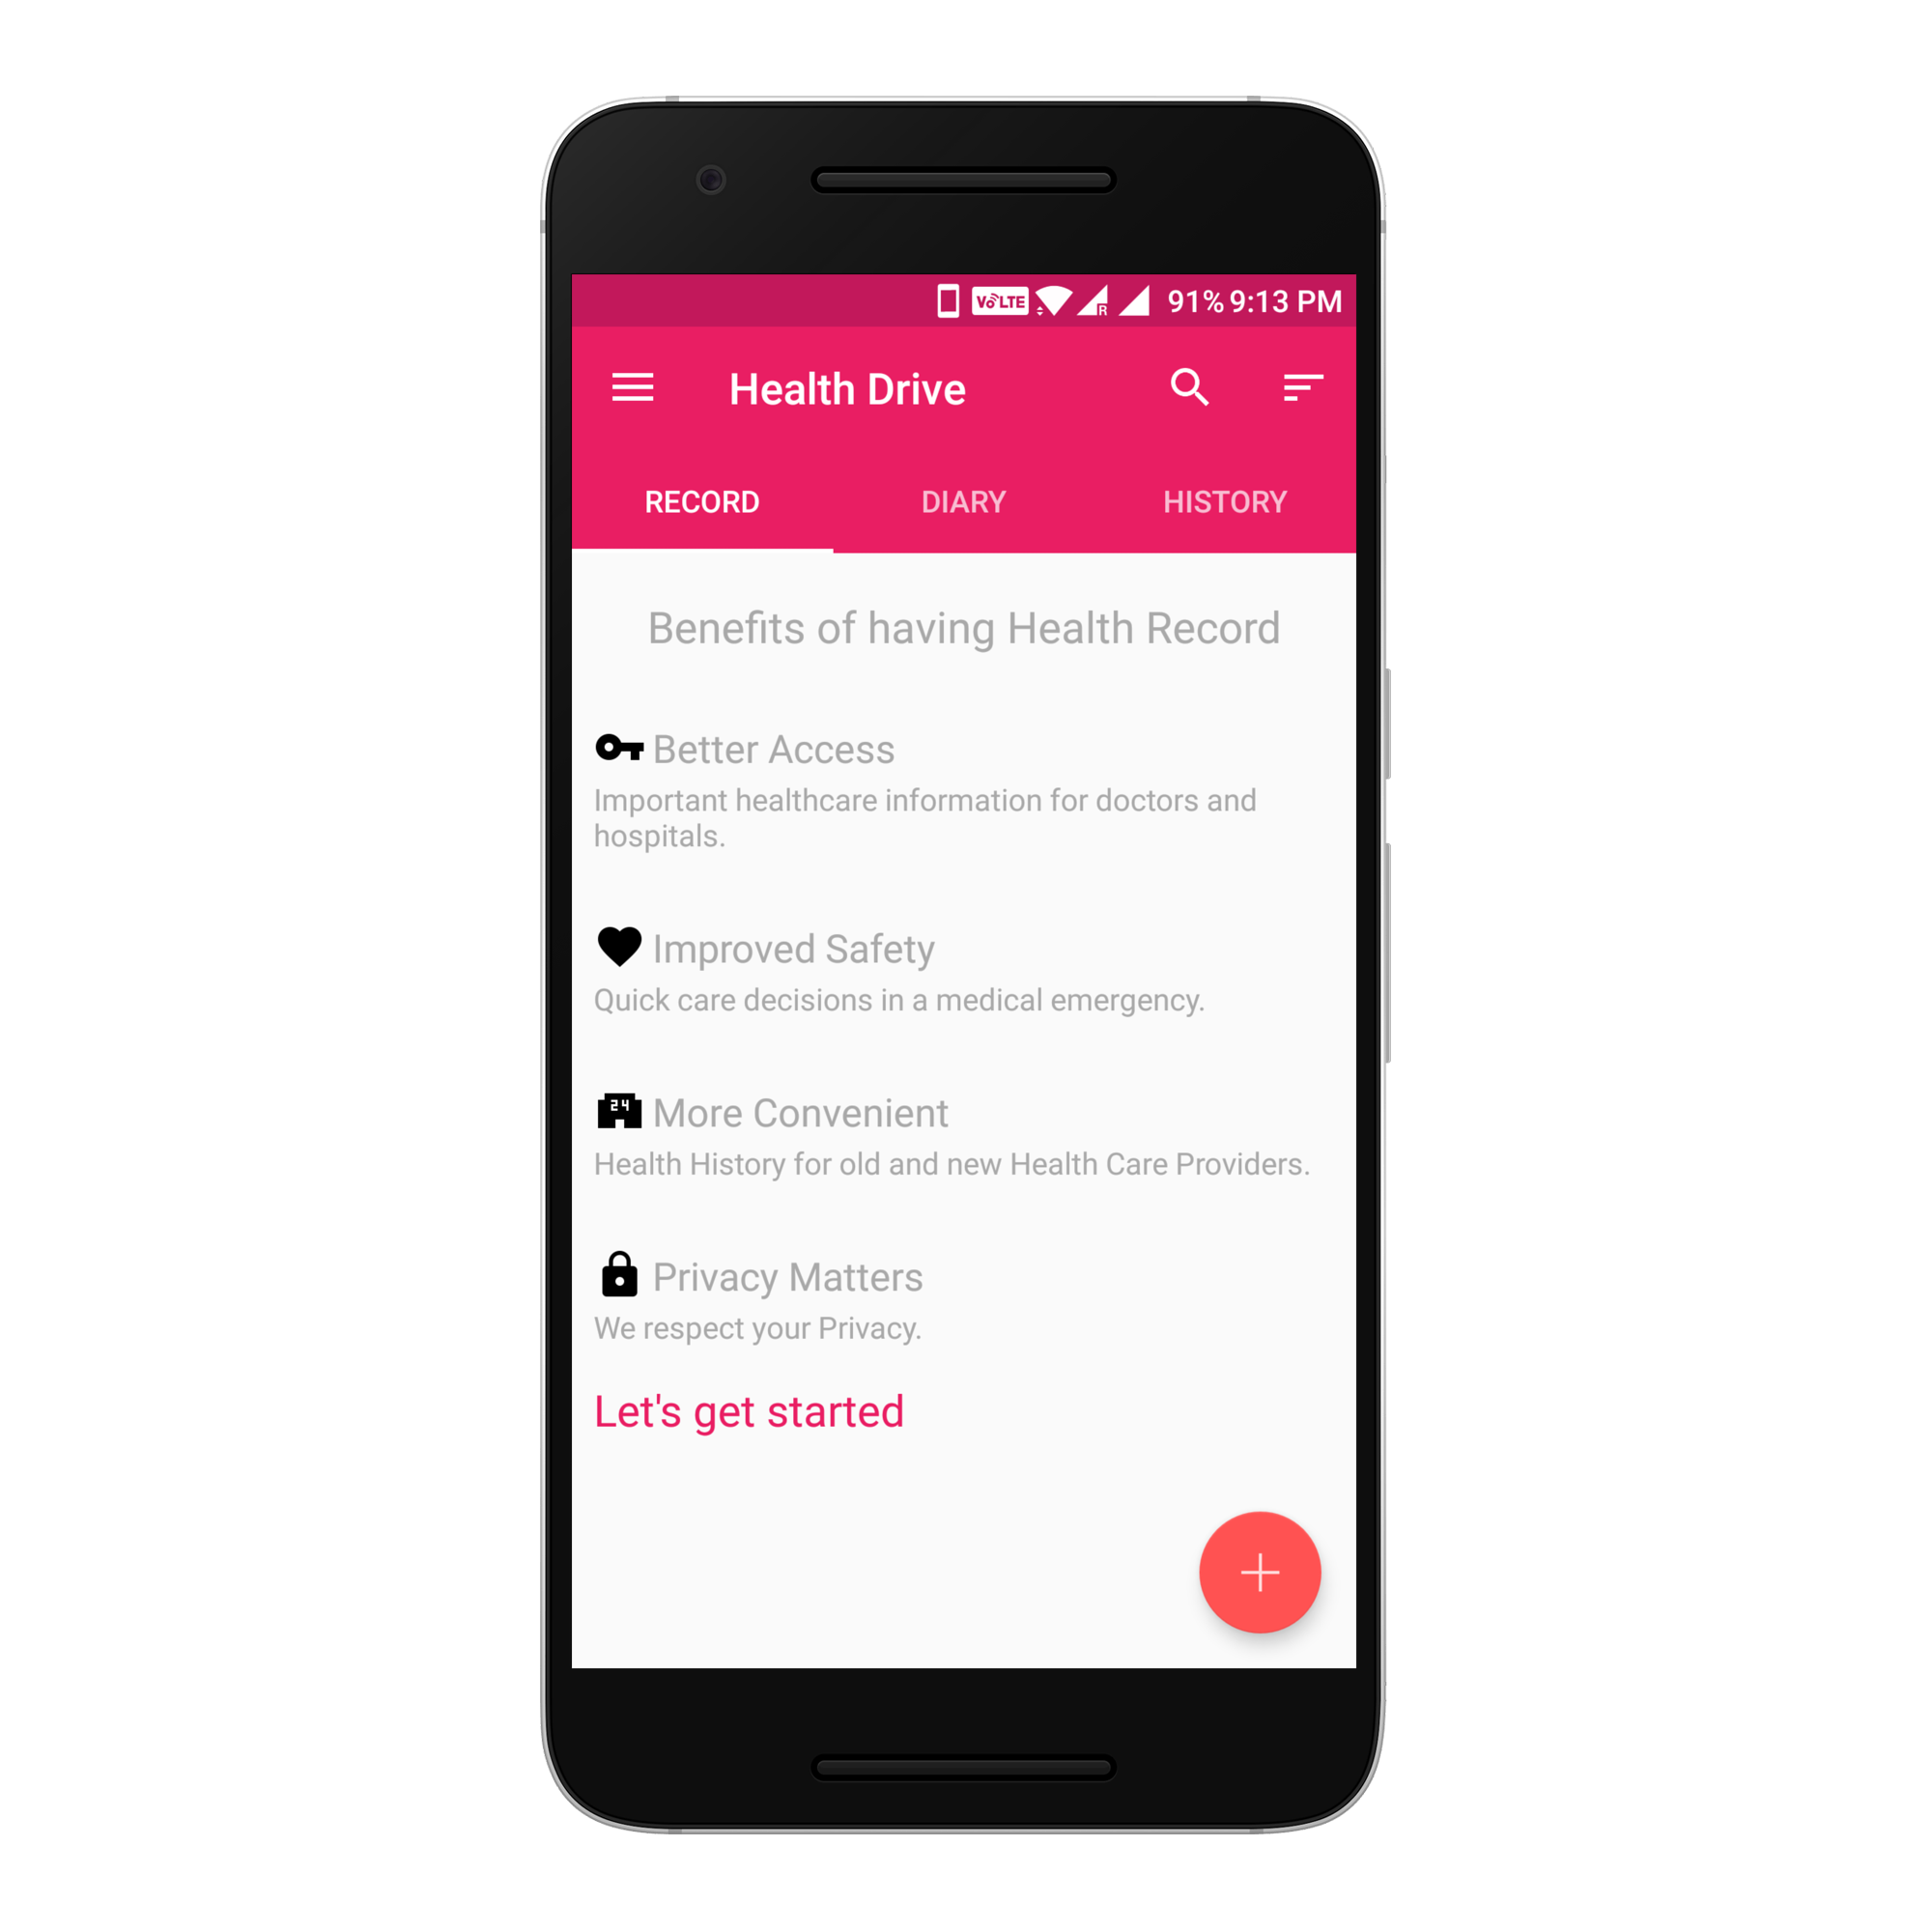 VoLTE R 91% 9:13 PM
Health Drive
RECORD DIARY HISTORY
Benefits of having Health Record
Better Access
Important healthcare information for doctors and
hospitals.
Improved Safety
Quick care decisions in a medical emergency.
24 More Convenient
Health History for old and new Health Care Providers.
Privacy Matters
We respect your Privacy.
Let's get started